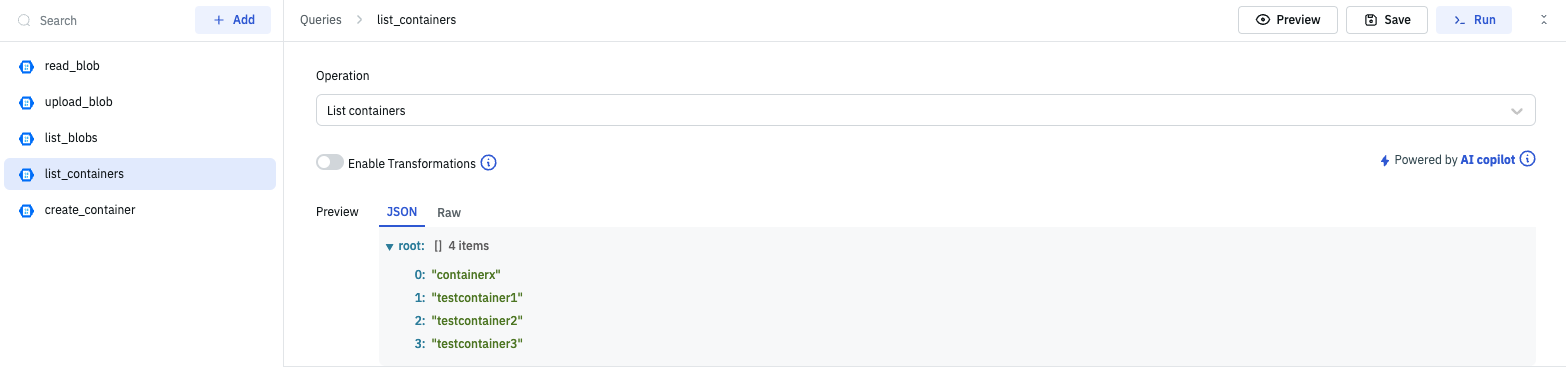 Search
+ Add
read_blob
upload_blob
list_blobs
list_containers
create_container
Queries > list_containers
Preview
Save
Run
Operation
List containers
Enable Transformations
Powered by AI copilot
Preview
JSON
Raw
root: [] 4 items
0: "containerx"
1: "testcontainer1"
2: "testcontainer2"
3: "testcontainer3"